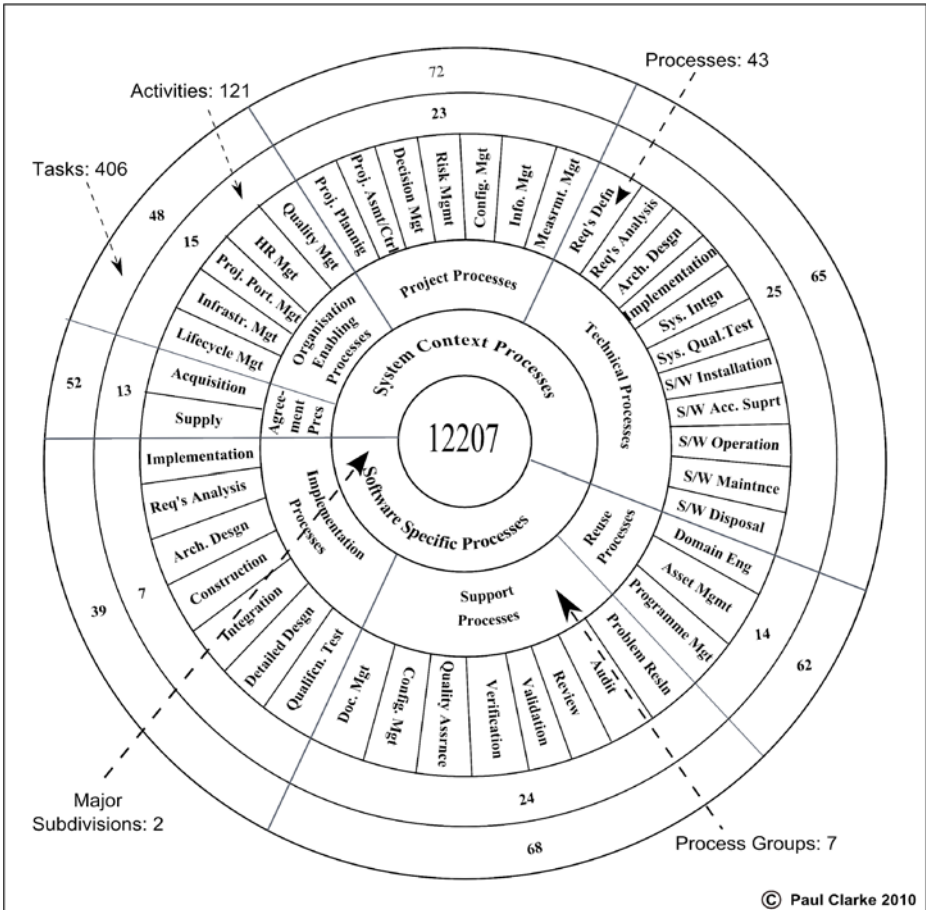 Processes: 43
Activities: 121
Tasks: 406
72
23
48
15
65
25
52
13
39
7
14
62
24
68
Proj. Plannig
Proj. Asmt/Ctrl
Decision Mgt
Risk Mgmt
Config. Mgt
Info. Mgt
Measrmt. Mgt
Req's Defn
Req's Analysis
Arch. Desgn
Implementation
Sys. Intgn
Sys. Qual.Test
S/W Installation
S/W Acc. Suprt
S/W Operation
S/W Maintnce
S/W Disposal
Domain Eng
Asset Mgmt
Programme Mgt
Problem Resln
Audit
Review
Validation
Verification
Quality Assrnce
Config. Mgt
Doc. Mgt
Qualifcn. Test
Detailed Desgn
Integration
Construction
Arch. Desgn
Req's Analysis
Implementation
Supply
Acquisition
Lifecycle Mgt
Infrastr. Mgt
Proj. Port. Mgt
HR Mgt
Quality Mgt
Project Processes
Technical Processes
Reuse
Processes
Support
Processes
Implementation
Processes
Agree-
ment
Prcs
Organisation
Enabling
Processes
System Context Processes
Software Specific Processes
12207
Major
Subdivisions: 2
Process Groups: 7
© Paul Clarke 2010